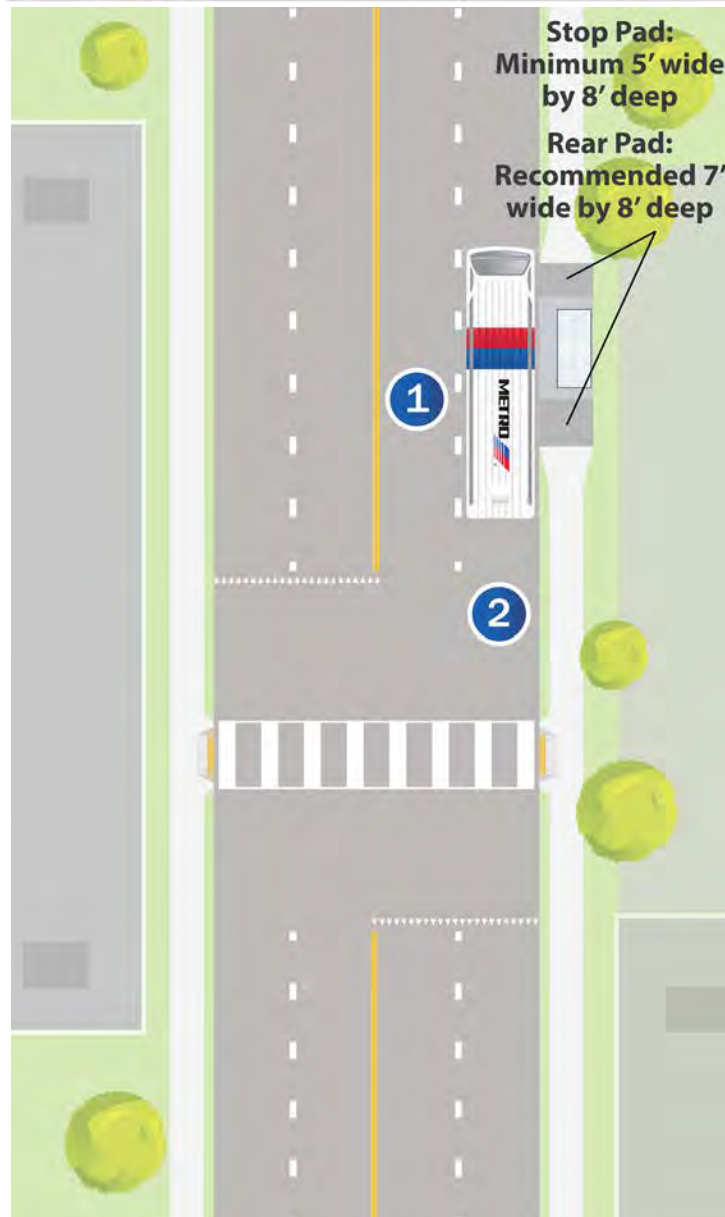 Stop Pad:
Minimum 5’ wide
by 8’ deep
Rear Pad:
Recommended 7’
wide by 8’ deep
1
METRO
2